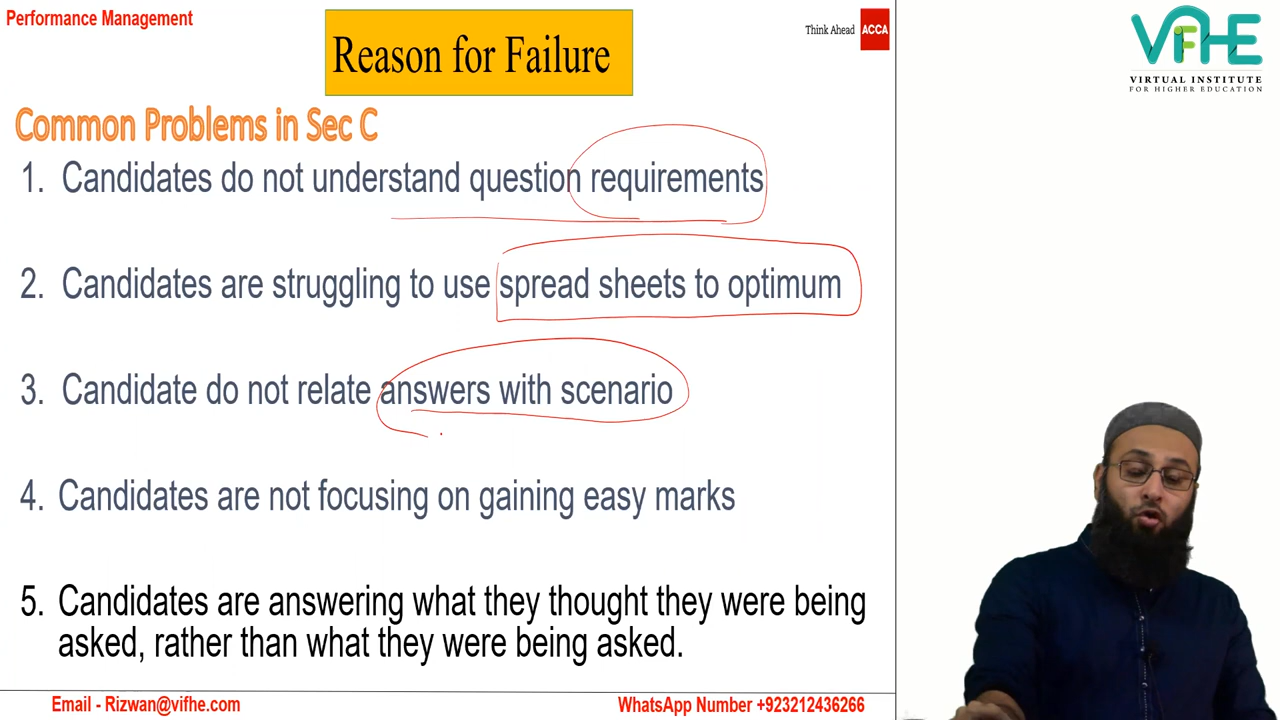 Performance Management
Reason for Failure
Think Ahead ACCA
VIFHE
VIRTUAL INSTITUTE
FOR HIGHER EDUCATION
Common Problems in Sec C
1. Candidates do not understand question requirements
2. Candidates are struggling to use spread sheets to optimum
3. Candidate do not relate answers with scenario
4. Candidates are not focusing on gaining easy marks
5. Candidates are answering what they thought they were being
asked, rather than what they were being asked.
Email - Rizwan@vifhe.com
WhatsApp Number +923212436266